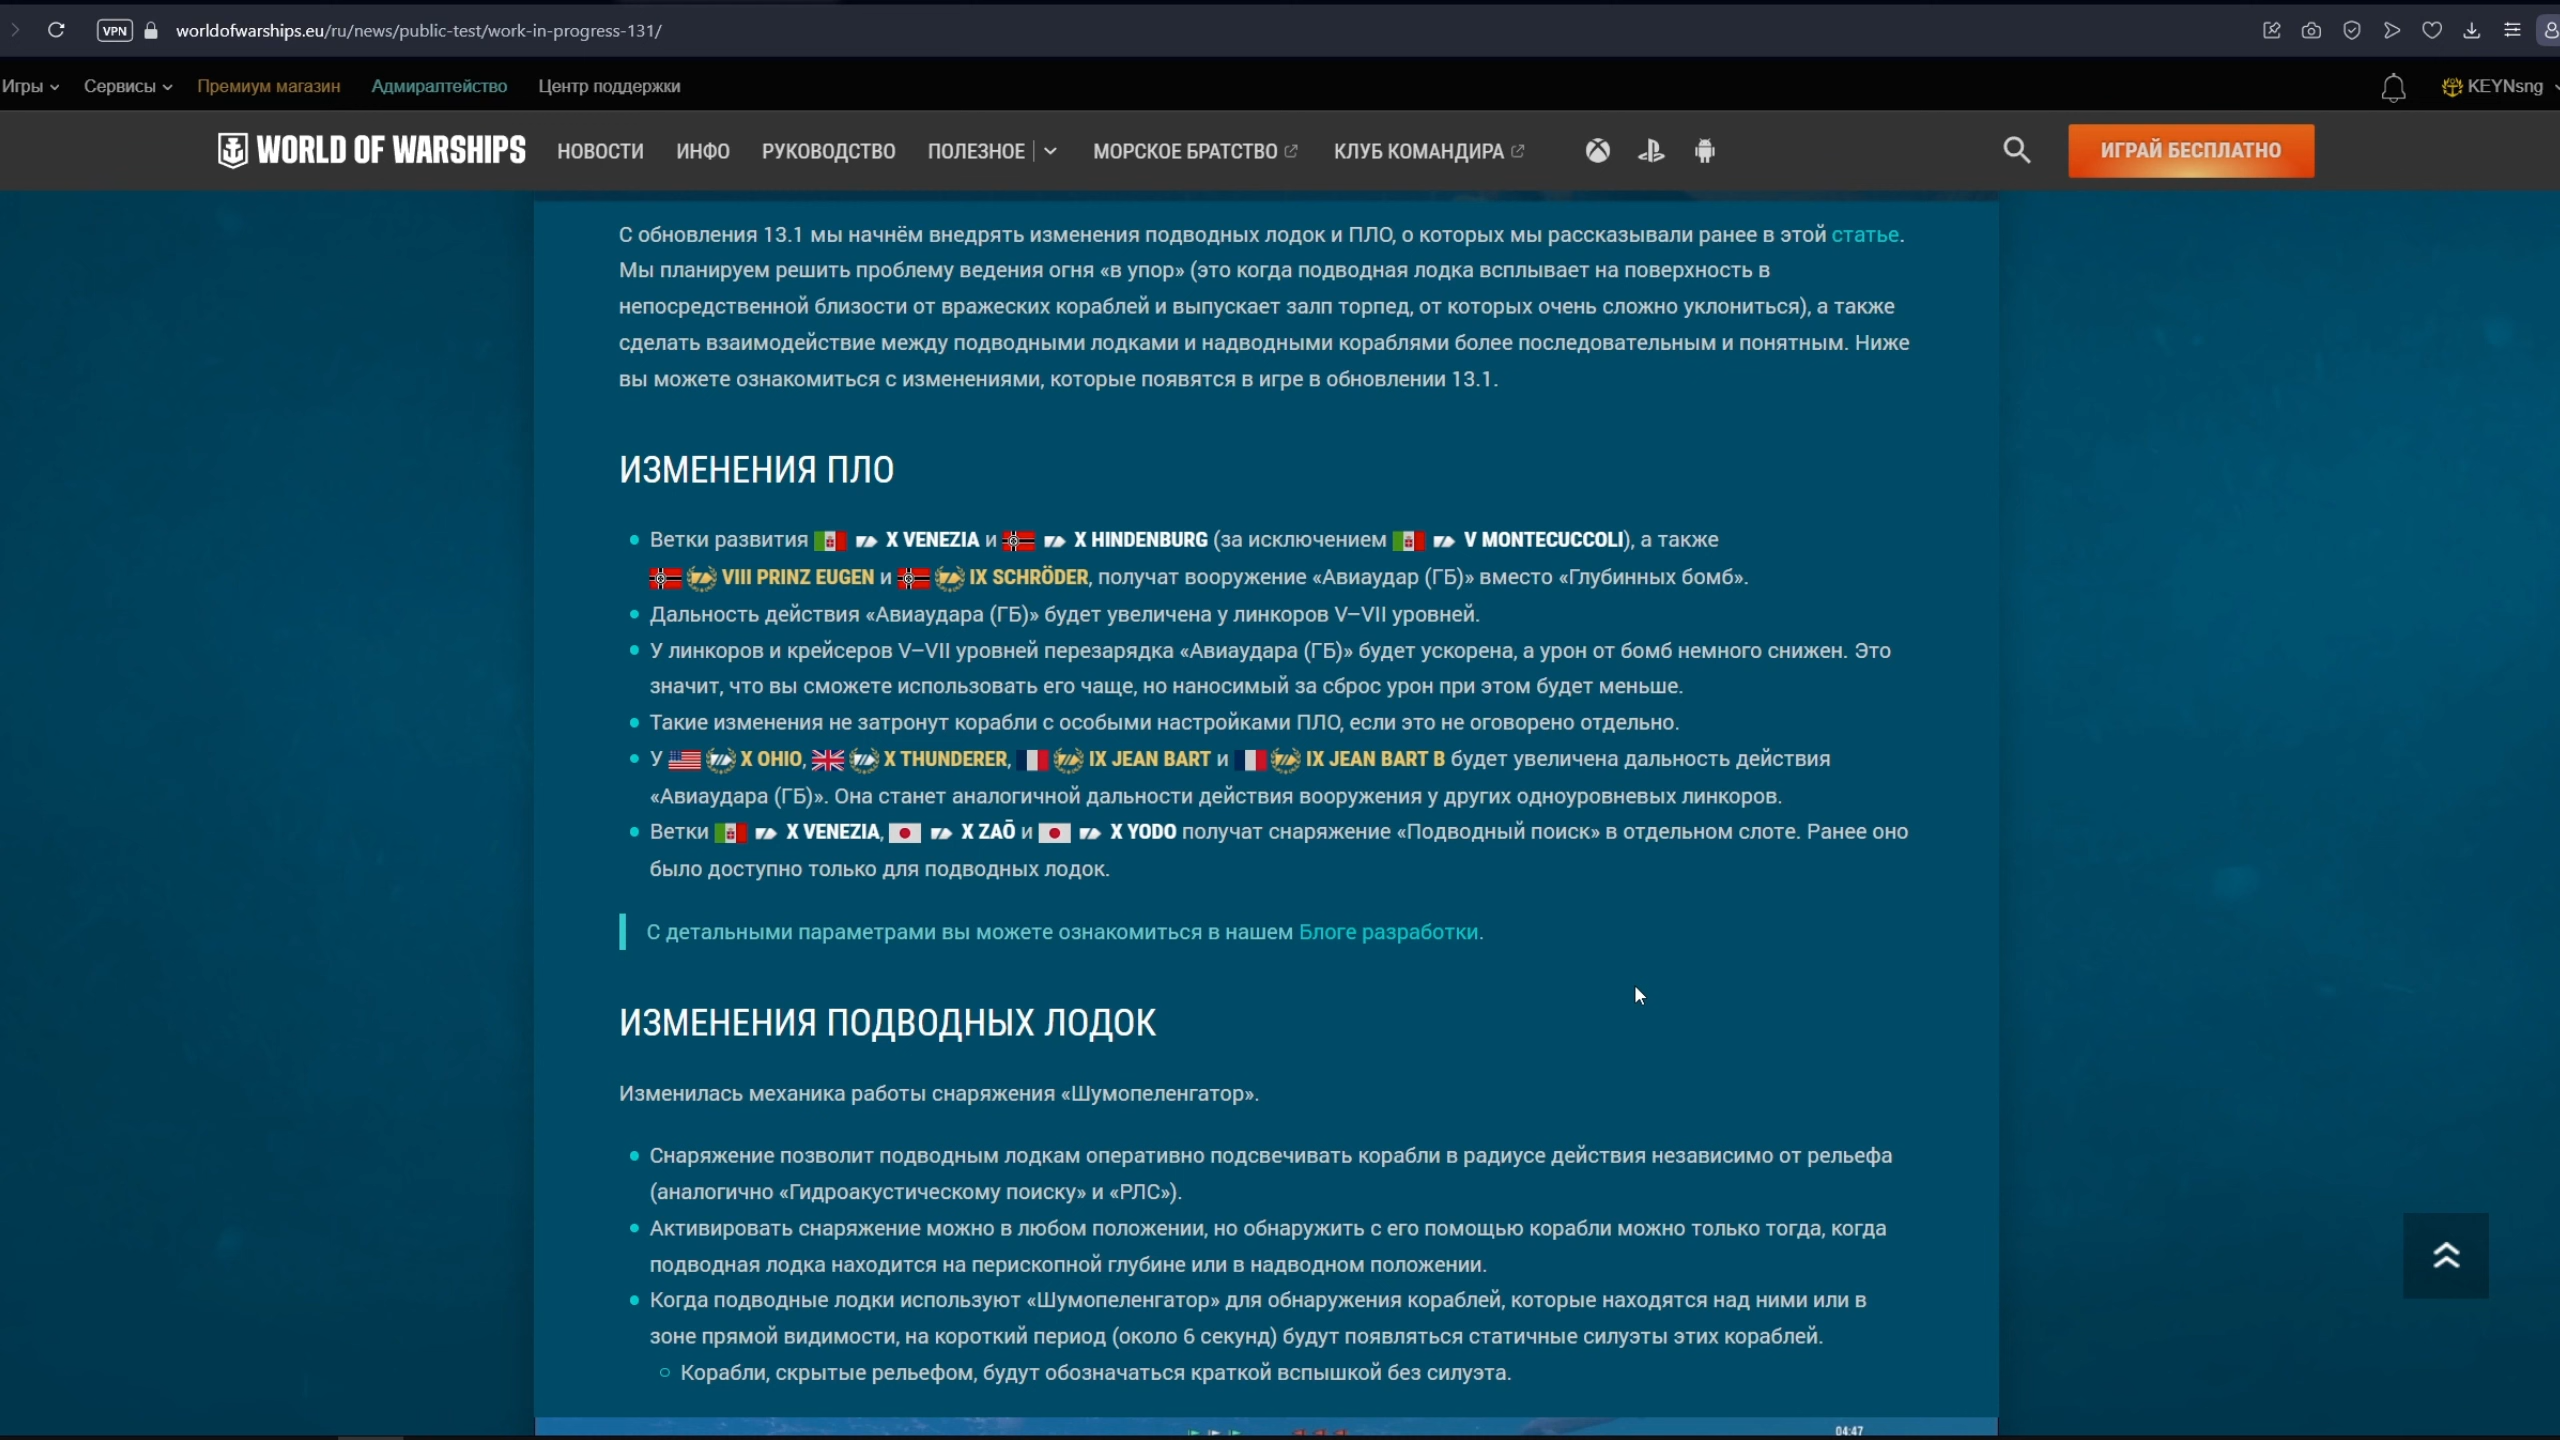 VPN worldofwarships.eu/ru/news/public-test/work-in-progress-131/
Игры Сервисы Премиум магазин Адмиралтейство Центр поддержки KEYNsng
WORLD OF WARSHIPS НОВОСТИ ИНФО РУКОВОДСТВО ПОЛЕЗНОЕ МОРСКОЕ БРАТСТВО КЛУБ КОМАНДИРА ИГРАЙ БЕСПЛАТНО
С обновления 13.1 мы начнём внедрять изменения подводных лодок и ПЛО, о которых мы рассказывали ранее в этой статье.
Мы планируем решить проблему ведения огня «в упор» (это когда подводная лодка всплывает на поверхность в
непосредственной близости от вражеских кораблей и выпускает залп торпед, от которых очень сложно уклониться), а также
сделать взаимодействие между подводными лодками и надводными кораблями более последовательным и понятным. Ниже
вы можете ознакомиться с изменениями, которые появятся в игре в обновлении 13.1.
ИЗМЕНЕНИЯ ПЛО
Ветки развития X VENEZIA и X HINDENBURG (за исключением V MONTECUCCOLI), а также
VIII PRINZ EUGEN и IX SCHRÖDER, получат вооружение «Авиаудар (ГБ)» вместо «Глубинных бомб».
Дальность действия «Авиаудара (ГБ)» будет увеличена у линкоров V–VII уровней.
У линкоров и крейсеров V–VII уровней перезарядка «Авиаудара (ГБ)» будет ускорена, а урон от бомб немного снижен. Это
значит, что вы сможете использовать его чаще, но наносимый за сброс урон при этом будет меньше.
Такие изменения не затронут корабли с особыми настройками ПЛО, если это не оговорено отдельно.
У X OHIO, X THUNDERER, IX JEAN BART и IX JEAN BART B будет увеличена дальность действия
«Авиаудара (ГБ)». Она станет аналогичной дальности действия вооружения у других одноуровневых линкоров.
Ветки X VENEZIA, X ZAŌ и X YODO получат снаряжение «Подводный поиск» в отдельном слоте. Ранее оно
было доступно только для подводных лодок.
С детальными параметрами вы можете ознакомиться в нашем Блоге разработки.
ИЗМЕНЕНИЯ ПОДВОДНЫХ ЛОДОК
Изменилась механика работы снаряжения «Шумопеленгатор».
Снаряжение позволит подводным лодкам оперативно подсвечивать корабли в радиусе действия независимо от рельефа
(аналогично «Гидроакустическому поиску» и «РЛС»).
Активировать снаряжение можно в любом положении, но обнаружить с его помощью корабли можно только тогда, когда
подводная лодка находится на перископной глубине или в надводном положении.
Когда подводные лодки используют «Шумопеленгатор» для обнаружения кораблей, которые находятся над ними или в
зоне прямой видимости, на короткий период (около 6 секунд) будут появляться статичные силуэты этих кораблей.
Корабли, скрытые рельефом, будут обозначаться краткой вспышкой без силуэта.
04:47